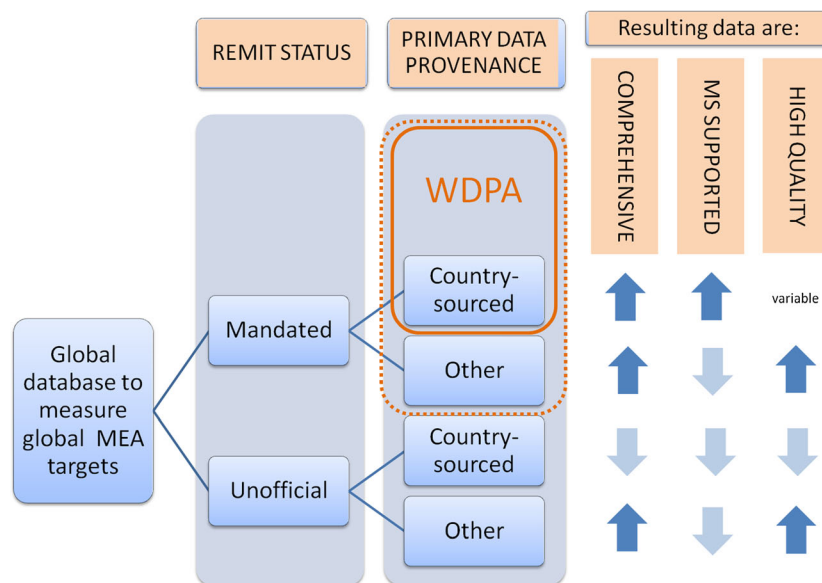 REMIT STATUS
PRIMARY DATA
PROVENANCE
Resulting data are:
COMPREHENSIVE
MS SUPPORTED
HIGH QUALITY
WDPA
Country-
sourced
variable
Mandated
Other
Global
database to
measure
global MEA
targets
Country-
sourced
Unofficial
Other